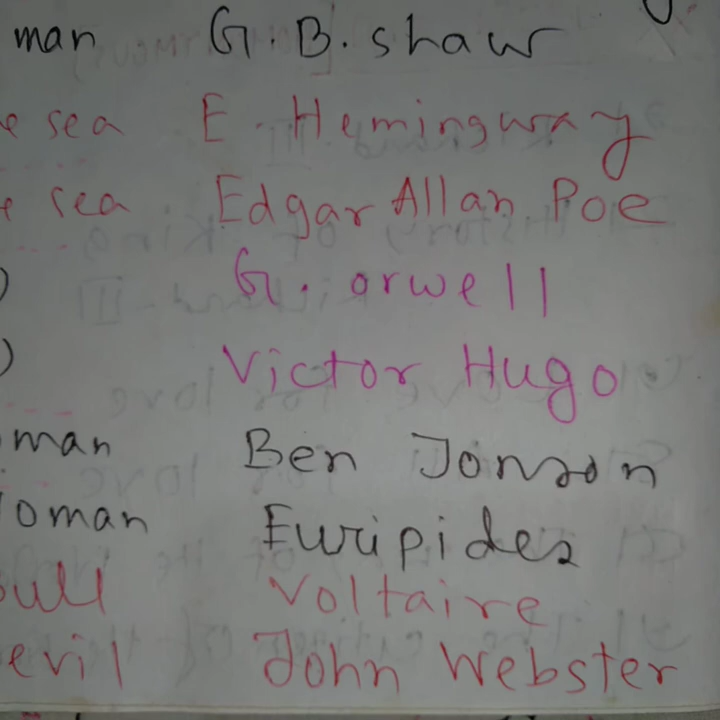 man G. B. shaw
e sea E. Hemingway
e sea Edgar Allan Poe
) G. orwell
) Victor Hugo
man Ben Jonson
oman Euripides
ull Voltaire
evil John Webster